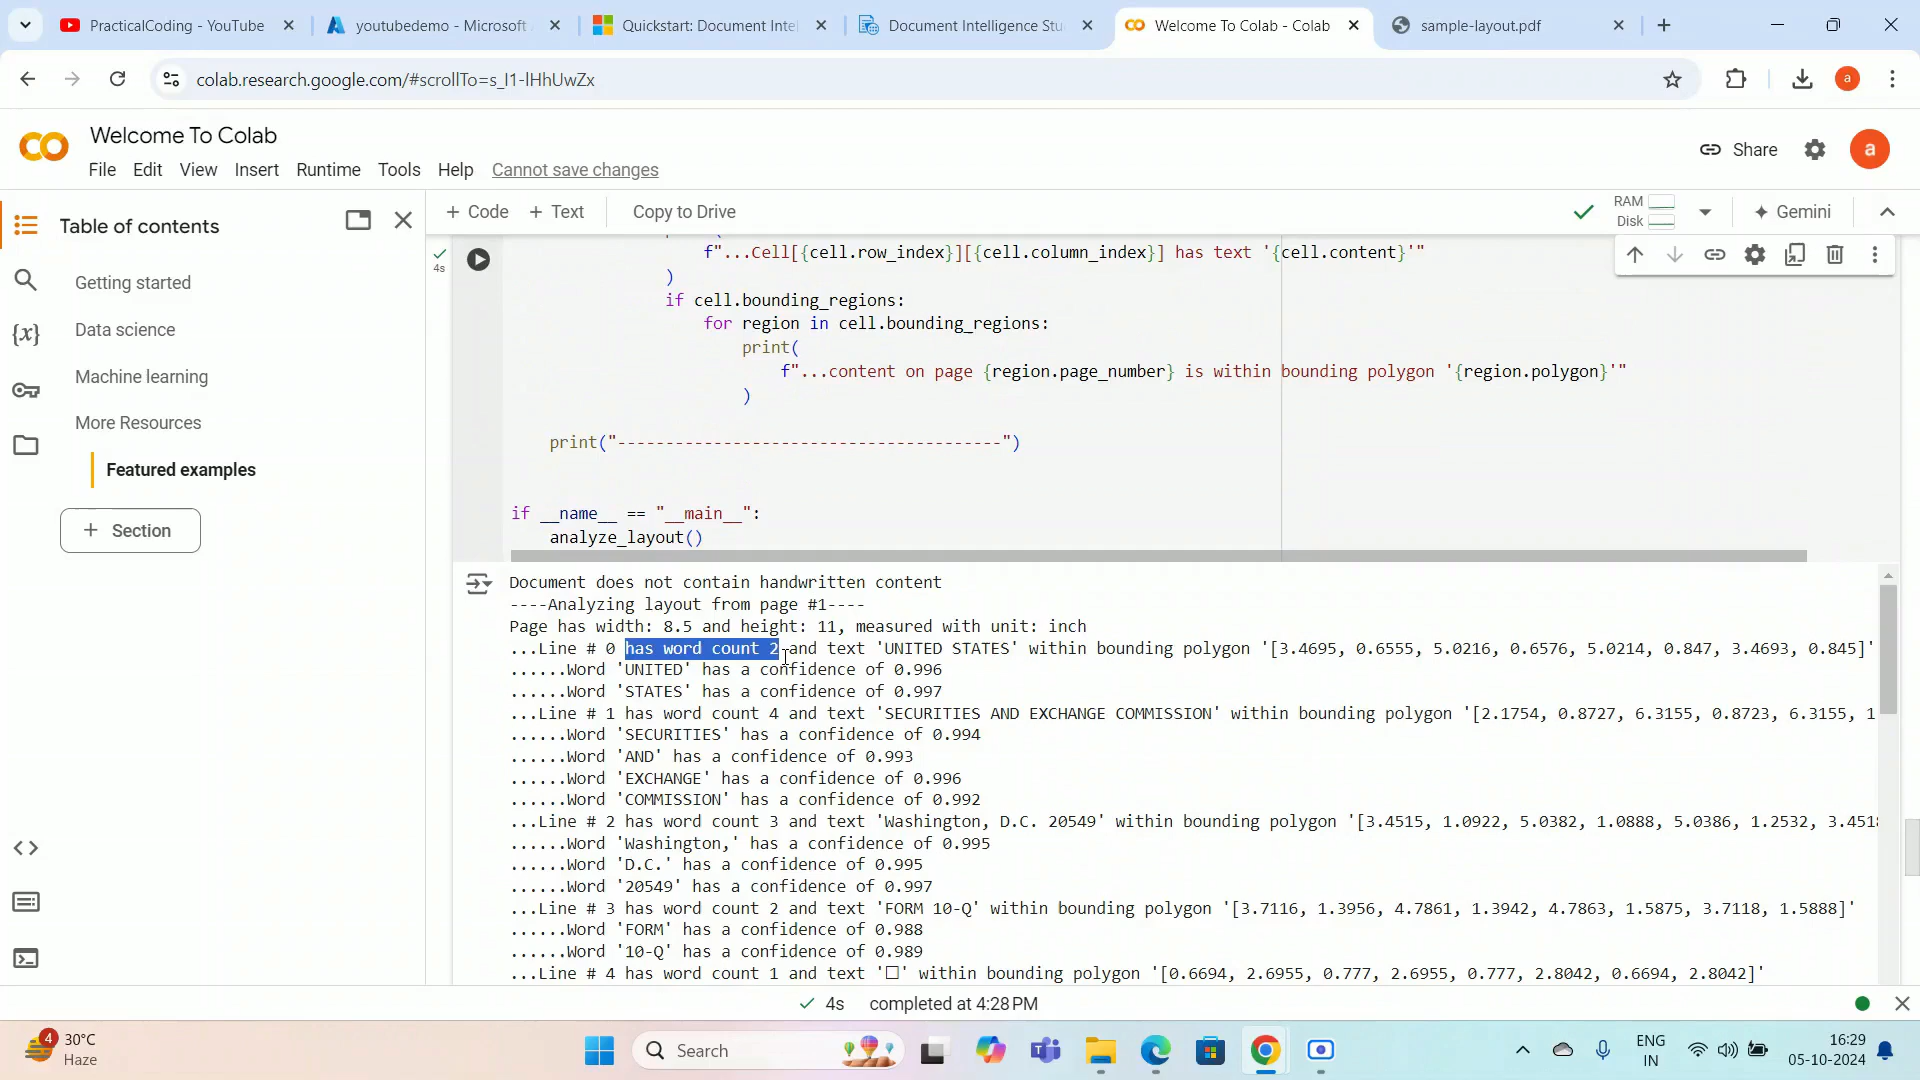 PracticalCoding - YouTube
youtubedemo - Microsoft
Quickstart: Document Inte
Document Intelligence Stu
Welcome To Colab - Colab
sample-layout.pdf
colab.research.google.com/#scrollTo=s_I1-lHhUwZx
a
Welcome To Colab
File Edit View Insert Runtime Tools Help Cannot save changes
Share
a
Table of contents
+ Code + Text Copy to Drive
RAM
Disk
Gemini
Getting started
Data science
Machine learning
More Resources
Featured examples
+ Section
4s
f"...Cell[{cell.row_index}][{cell.column_index}] has text '{cell.content}'"
)
if cell.bounding_regions:
for region in cell.bounding_regions:
print(
f"...content on page {region.page_number} is within bounding polygon '{region.polygon}'"
)
print("----------------------------------------")
if __name__ == "__main__":
analyze_layout()
Document does not contain handwritten content
----Analyzing layout from page #1----
Page has width: 8.5 and height: 11, measured with unit: inch
...Line # 0 has word count 2 and text 'UNITED STATES' within bounding polygon '[3.4695, 0.6555, 5.0216, 0.6576, 5.0214, 0.847, 3.4693, 0.845]'
......Word 'UNITED' has a confidence of 0.996
......Word 'STATES' has a confidence of 0.997
...Line # 1 has word count 4 and text 'SECURITIES AND EXCHANGE COMMISSION' within bounding polygon '[2.1754, 0.8727, 6.3155, 0.8723, 6.3155, 1
......Word 'SECURITIES' has a confidence of 0.994
......Word 'AND' has a confidence of 0.993
......Word 'EXCHANGE' has a confidence of 0.996
......Word 'COMMISSION' has a confidence of 0.992
...Line # 2 has word count 3 and text 'Washington, D.C. 20549' within bounding polygon '[3.4515, 1.0922, 5.0382, 1.0888, 5.0386, 1.2532, 3.451
......Word 'Washington,' has a confidence of 0.995
......Word 'D.C.' has a confidence of 0.995
......Word '20549' has a confidence of 0.997
...Line # 3 has word count 2 and text 'FORM 10-Q' within bounding polygon '[3.7116, 1.3956, 4.7861, 1.3942, 4.7863, 1.5875, 3.7118, 1.5888]'
......Word 'FORM' has a confidence of 0.988
......Word '10-Q' has a confidence of 0.989
...Line # 4 has word count 1 and text '☐' within bounding polygon '[0.6694, 2.6955, 0.777, 2.6955, 0.777, 2.8042, 0.6694, 2.8042]'
4s completed at 4:28 PM
4
30°C
Haze
Search
ENG
IN
16:29
05-10-2024